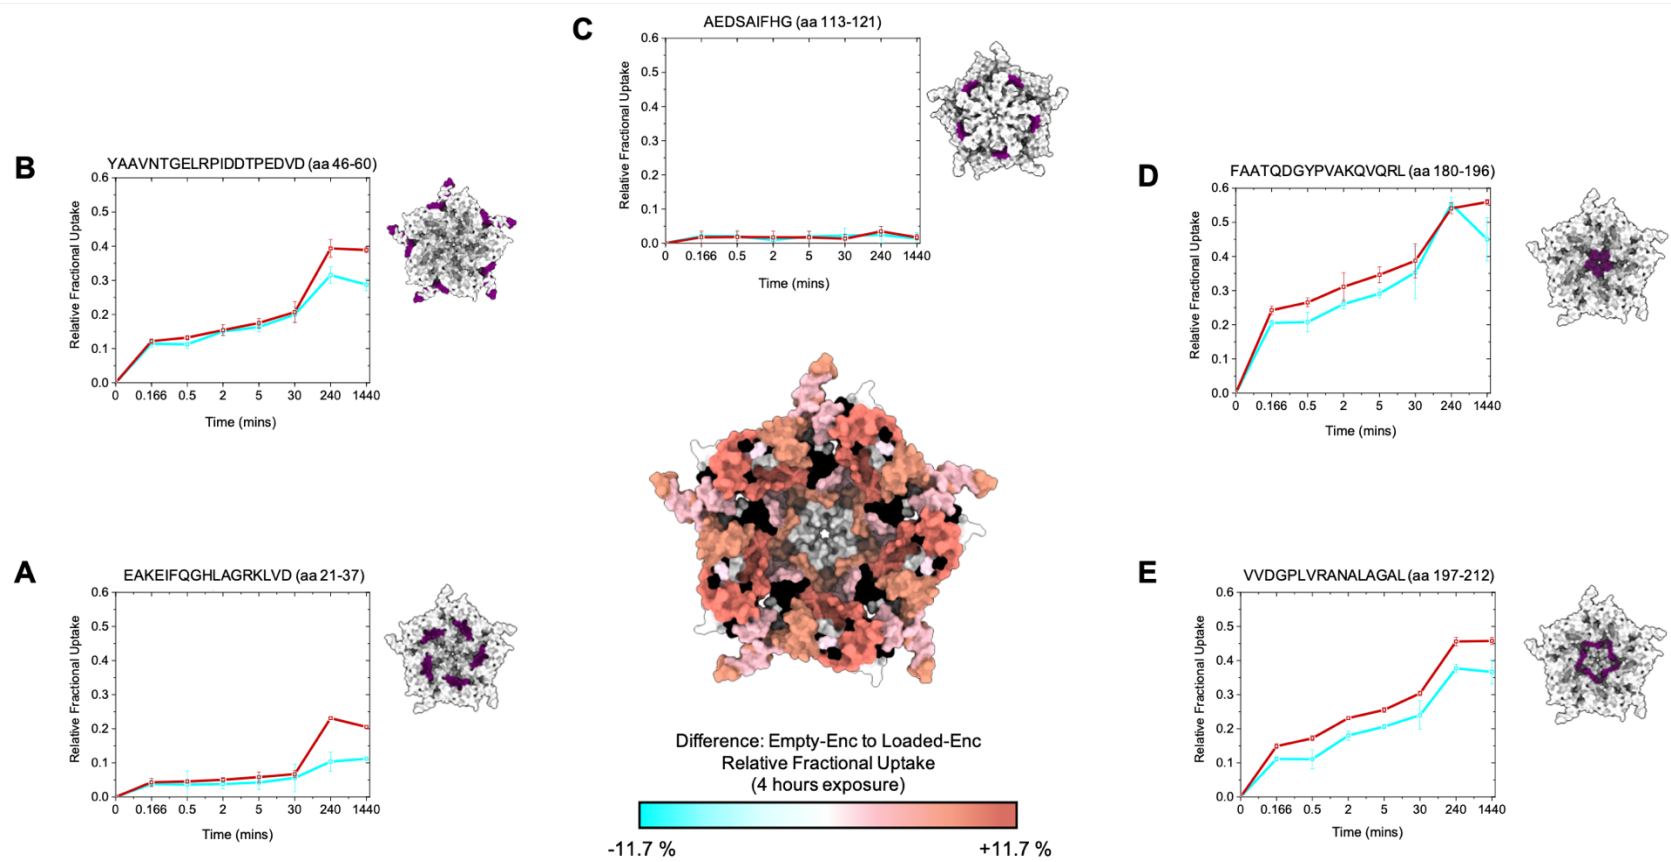 C
AEDSAIFHG (aa 113-121)
Relative Fractional Uptake
0.6
0.5
0.4
0.3
0.2
0.1
0.0
0 0.166 0.5 2 5 30 240 1440
Time (mins)
B
YAAVNTGELRPIDDTPEDVD (aa 46-60)
Relative Fractional Uptake
0.6
0.5
0.4
0.3
0.2
0.1
0.0
0 0.166 0.5 2 5 30 240 1440
Time (mins)
D
FAATQDGYPVAKQVQRL (aa 180-196)
Relative Fractional Uptake
0.6
0.5
0.4
0.3
0.2
0.1
0.0
0 0.166 0.5 2 5 30 240 1440
Time (mins)
A
EAKEIFQGHLAGRKLVD (aa 21-37)
Relative Fractional Uptake
0.6
0.5
0.4
0.3
0.2
0.1
0.0
0 0.166 0.5 2 5 30 240 1440
Time (mins)
Difference: Empty-Enc to Loaded-Enc
Relative Fractional Uptake
(4 hours exposure)
-11.7 % +11.7 %
E
VVDGPLVRANALAGAL (aa 197-212)
Relative Fractional Uptake
0.6
0.5
0.4
0.3
0.2
0.1
0.0
0 0.166 0.5 2 5 30 240 1440
Time (mins)